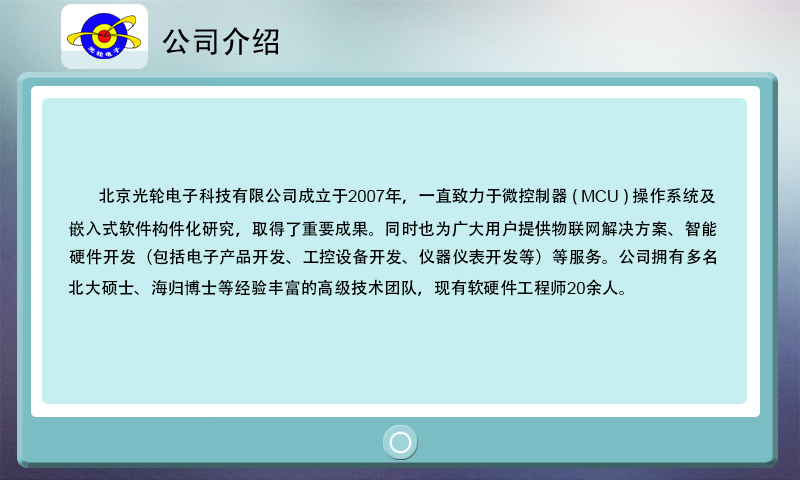 光轮电子
公司介绍
北京光轮电子科技有限公司成立于2007年，一直致力于微控制器（MCU）操作系统及
嵌入式软件构件化研究，取得了重要成果。同时也为广大用户提供物联网解决方案、智能
硬件开发（包括电子产品开发、工控设备开发、仪器仪表开发等）等服务。公司拥有多名
北大硕士、海归博士等经验丰富的高级技术团队，现有软硬件工程师20余人。